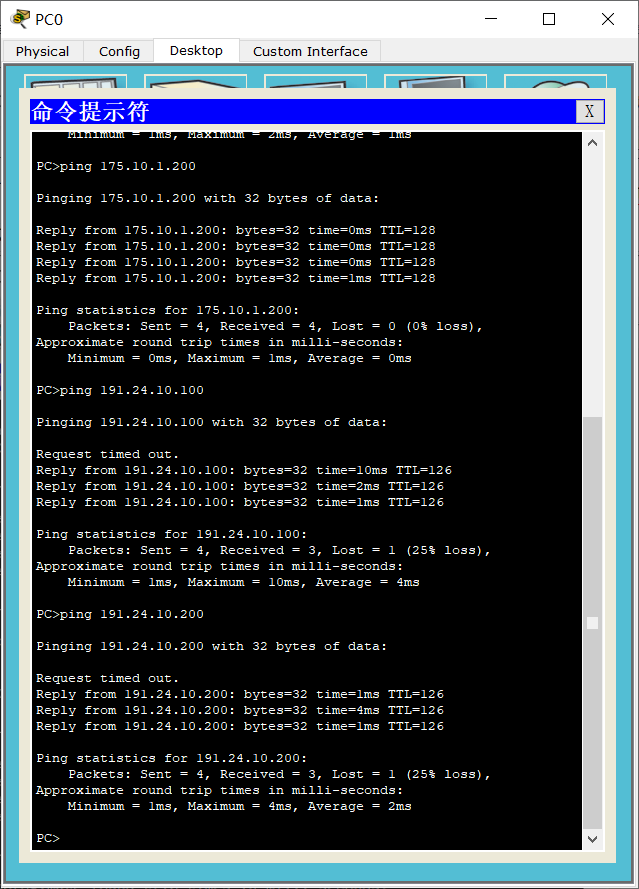 PC0
Physical Config Desktop Custom Interface
命令提示符 X
Minimum = 1ms, Maximum = 2ms, Average = 1ms
PC>ping 175.10.1.200
Pinging 175.10.1.200 with 32 bytes of data:
Reply from 175.10.1.200: bytes=32 time=0ms TTL=128
Reply from 175.10.1.200: bytes=32 time=0ms TTL=128
Reply from 175.10.1.200: bytes=32 time=0ms TTL=128
Reply from 175.10.1.200: bytes=32 time=1ms TTL=128
Ping statistics for 175.10.1.200:
Packets: Sent = 4, Received = 4, Lost = 0 (0% loss),
Approximate round trip times in milli-seconds:
Minimum = 0ms, Maximum = 1ms, Average = 0ms
PC>ping 191.24.10.100
Pinging 191.24.10.100 with 32 bytes of data:
Request timed out.
Reply from 191.24.10.100: bytes=32 time=10ms TTL=126
Reply from 191.24.10.100: bytes=32 time=2ms TTL=126
Reply from 191.24.10.100: bytes=32 time=1ms TTL=126
Ping statistics for 191.24.10.100:
Packets: Sent = 4, Received = 3, Lost = 1 (25% loss),
Approximate round trip times in milli-seconds:
Minimum = 1ms, Maximum = 10ms, Average = 4ms
PC>ping 191.24.10.200
Pinging 191.24.10.200 with 32 bytes of data:
Request timed out.
Reply from 191.24.10.200: bytes=32 time=1ms TTL=126
Reply from 191.24.10.200: bytes=32 time=4ms TTL=126
Reply from 191.24.10.200: bytes=32 time=1ms TTL=126
Ping statistics for 191.24.10.200:
Packets: Sent = 4, Received = 3, Lost = 1 (25% loss),
Approximate round trip times in milli-seconds:
Minimum = 1ms, Maximum = 4ms, Average = 2ms
PC>